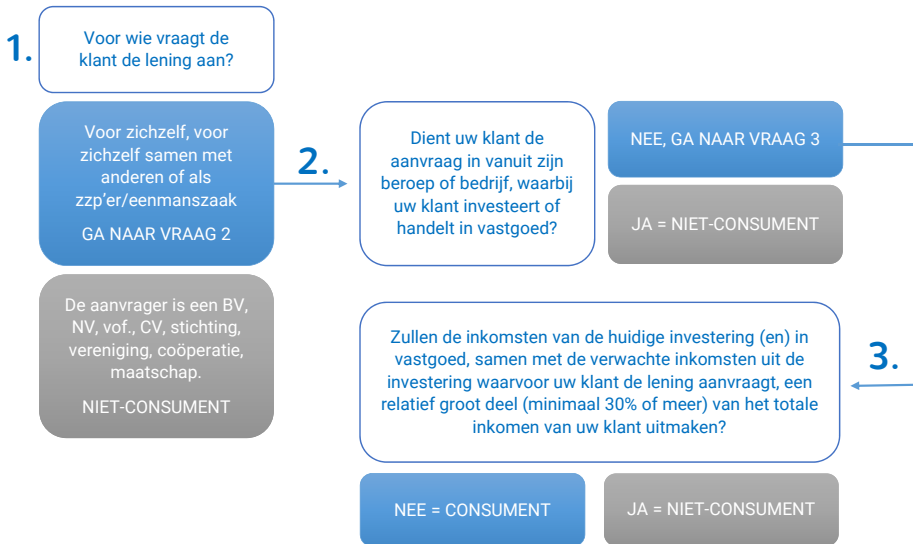 1.
Voor wie vraagt de
klant de lening aan?
Voor zichzelf, voor
zichzelf samen met
anderen of als
zzp'er/eenmanszaak
GA NAAR VRAAG 2
De aanvrager is een BV,
NV, vof., CV, stichting,
vereniging, coöperatie,
maatschap.
NIET-CONSUMENT
2.
Dient uw klant de
aanvraag in vanuit zijn
beroep of bedrijf, waarbij
uw klant investeert of
handelt in vastgoed?
NEE, GA NAAR VRAAG 3
JA = NIET-CONSUMENT
3.
Zullen de inkomsten van de huidige investering (en) in
vastgoed, samen met de verwachte inkomsten uit de
investering waarvoor uw klant de lening aanvraagt, een
relatief groot deel (minimaal 30% of meer) van het totale
inkomen van uw klant uitmaken?
NEE = CONSUMENT
JA = NIET-CONSUMENT